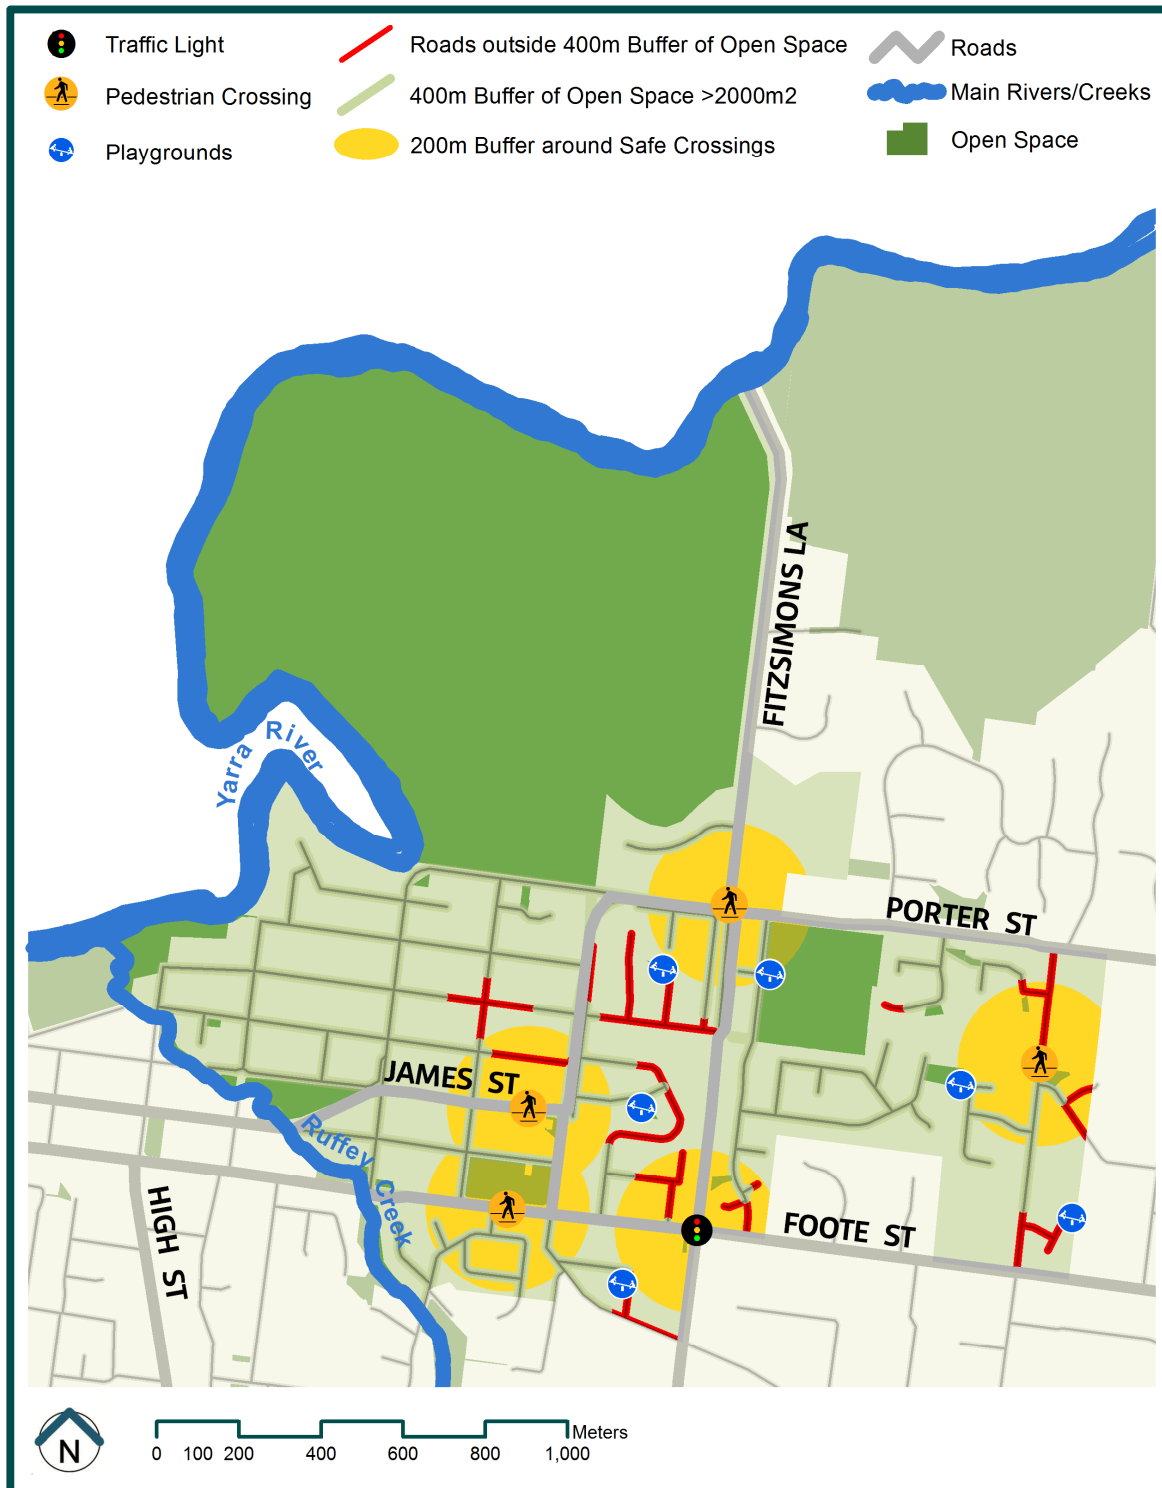 Traffic Light
Roads outside 400m Buffer of Open Space
Roads
Pedestrian Crossing
400m Buffer of Open Space >2000m2
Main Rivers/Creeks
Playgrounds
200m Buffer around Safe Crossings
Open Space
FITZSIMONS LA
Yarra River
PORTER ST
JAMES ST
Ruffey Creek
HIGH ST
FOOTE ST
N
Meters
0 100 200 400 600 800 1,000